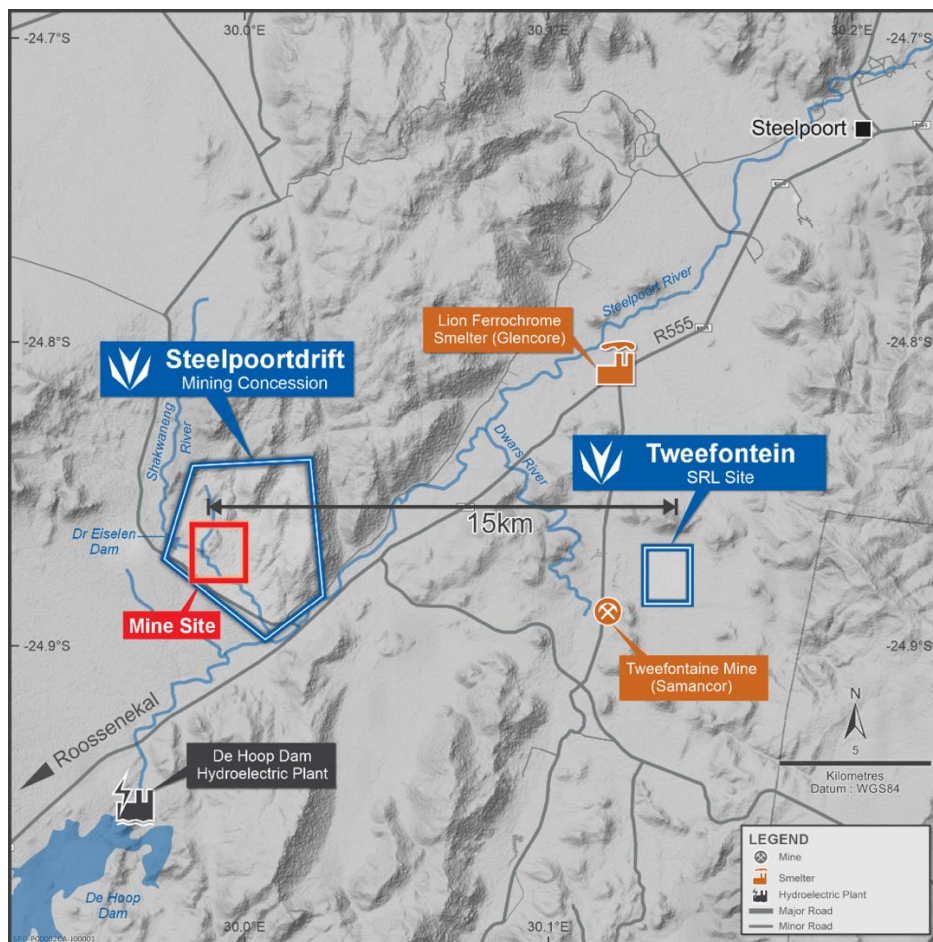 30.0°E
30.1°E
30.2°E
-24.7°S
-24.7°S
Steelpoort
Steelpoort River
Lion Ferrochrome
Smelter (Glencore)
R555
-24.8°S
-24.8°S
Steelpoortdrift
Mining Concession
Shakwaneng
River
Dwars River
Tweefontein
SRL Site
15km
Dr Eiselen
Dam
Mine Site
-24.9°S
-24.9°S
Tweefontaine Mine
(Samancor)
Roossenekal
De Hoop Dam
Hydroelectric Plant
N
5
Kilometres
Datum : WGS84
De Hoop
Dam
LEGEND
Mine
Smelter
Hydroelectric Plant
Major Road
Minor Road
30.0°E
30.1°E